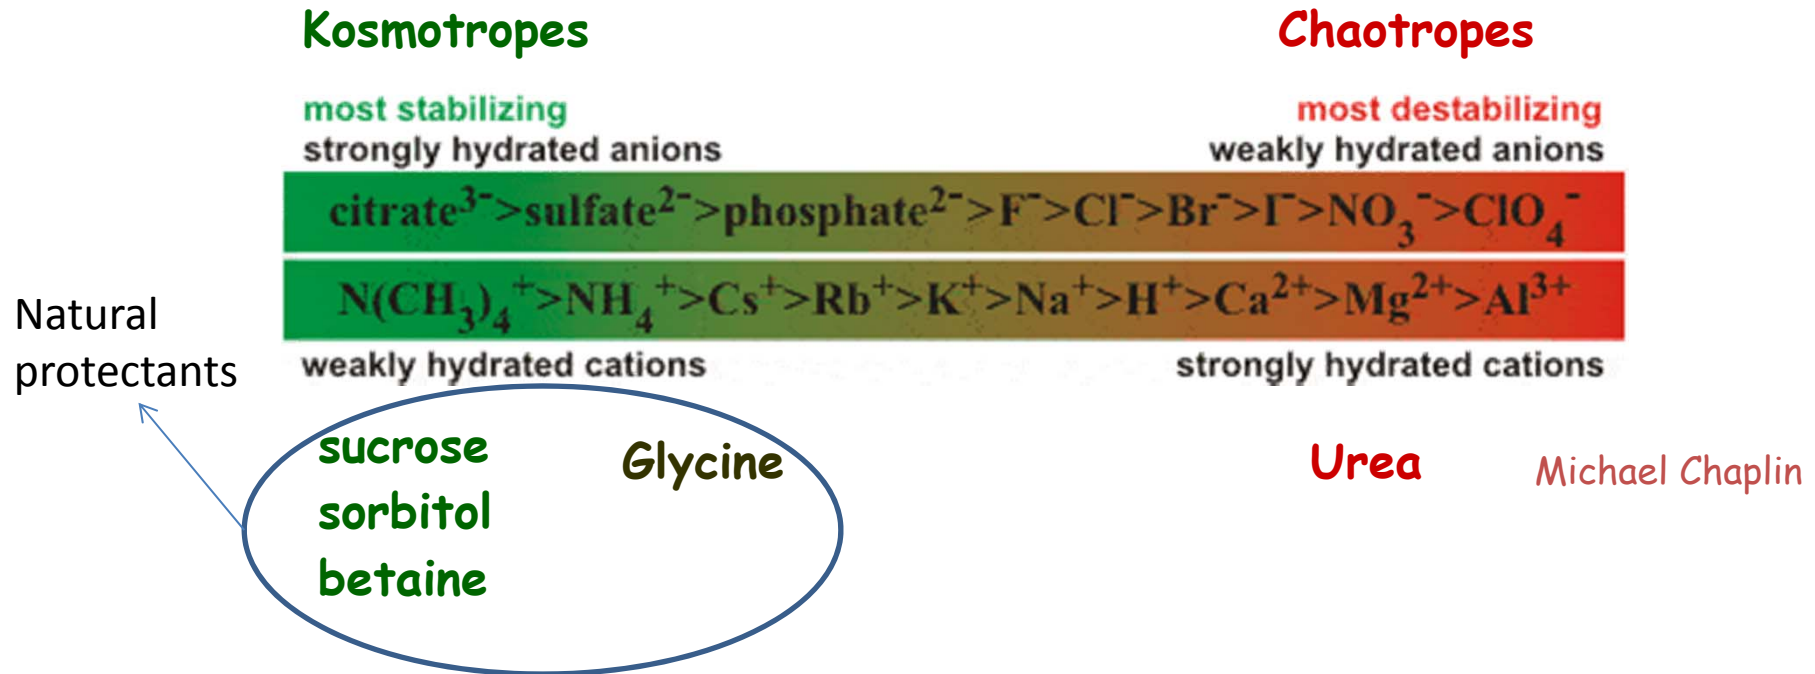 Kosmotropes
Chaotropes
most stabilizing
most destabilizing
strongly hydrated anions
weakly hydrated anions
citrate³⁻>sulfate²⁻>phosphate²⁻>F⁻>Cl⁻>Br⁻>I⁻>NO₃⁻>ClO₄⁻
N(CH₃)₄⁺>NH₄⁺>Cs⁺>Rb⁺>K⁺>Na⁺>H⁺>Ca²⁺>Mg²⁺>Al³⁺
weakly hydrated cations
strongly hydrated cations
Natural
protectants
sucrose
Glycine
sorbitol
betaine
Urea
Michael Chaplin